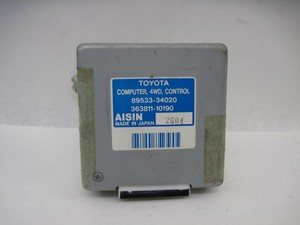 TOYOTA
COMPUTER, 4WD, CONTROL
89533-34020
363811-10190
AISIN
MADE IN JAPAN
2G04